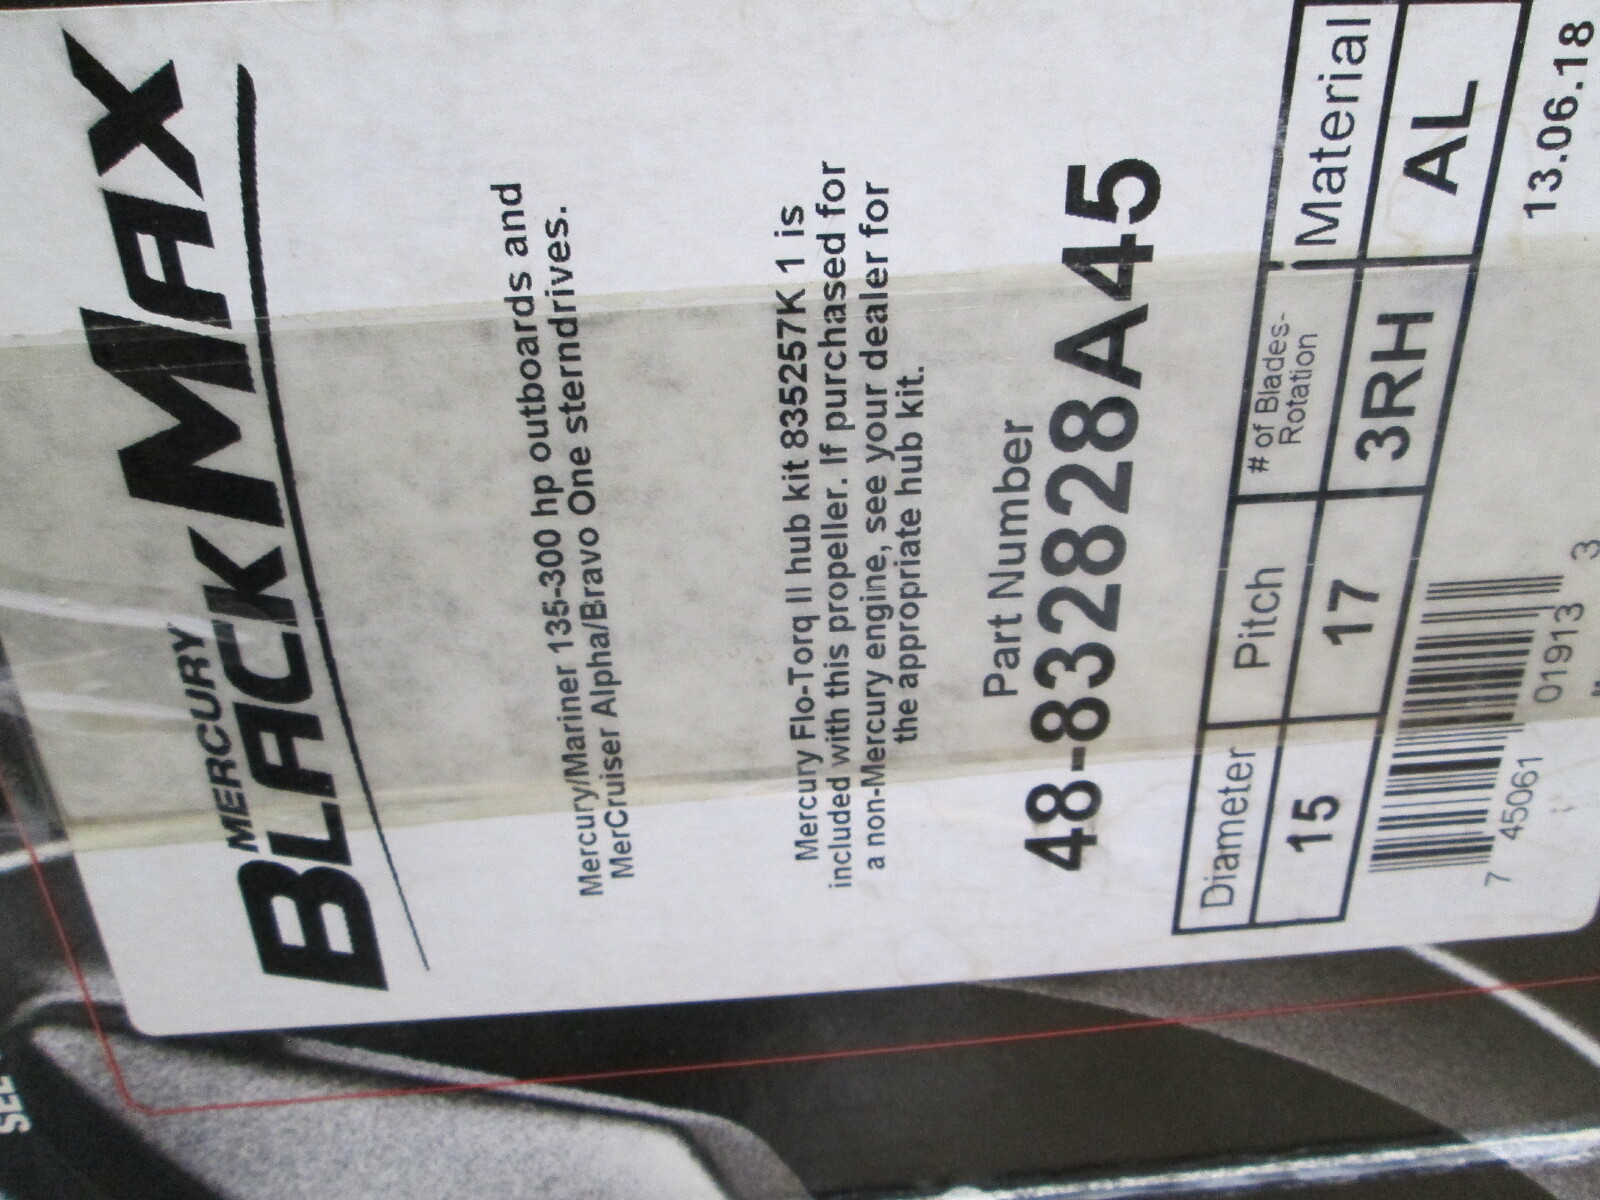 MERCURY
BLACKMAX
Mercury/Mariner 135-300 hp outboards and
MerCruiser Alpha/Bravo One sterndrives.
Mercury Flo-Torq II hub kit 835257K 1 is
included with this propeller. If purchased for
a non-Mercury engine, see your dealer for
the appropriate hub kit.
Part Number
48-832828A45
Diameter Pitch # of Blades- Material
Rotation
15 17 3RH AL
7 45061 01913 3
13.06.18